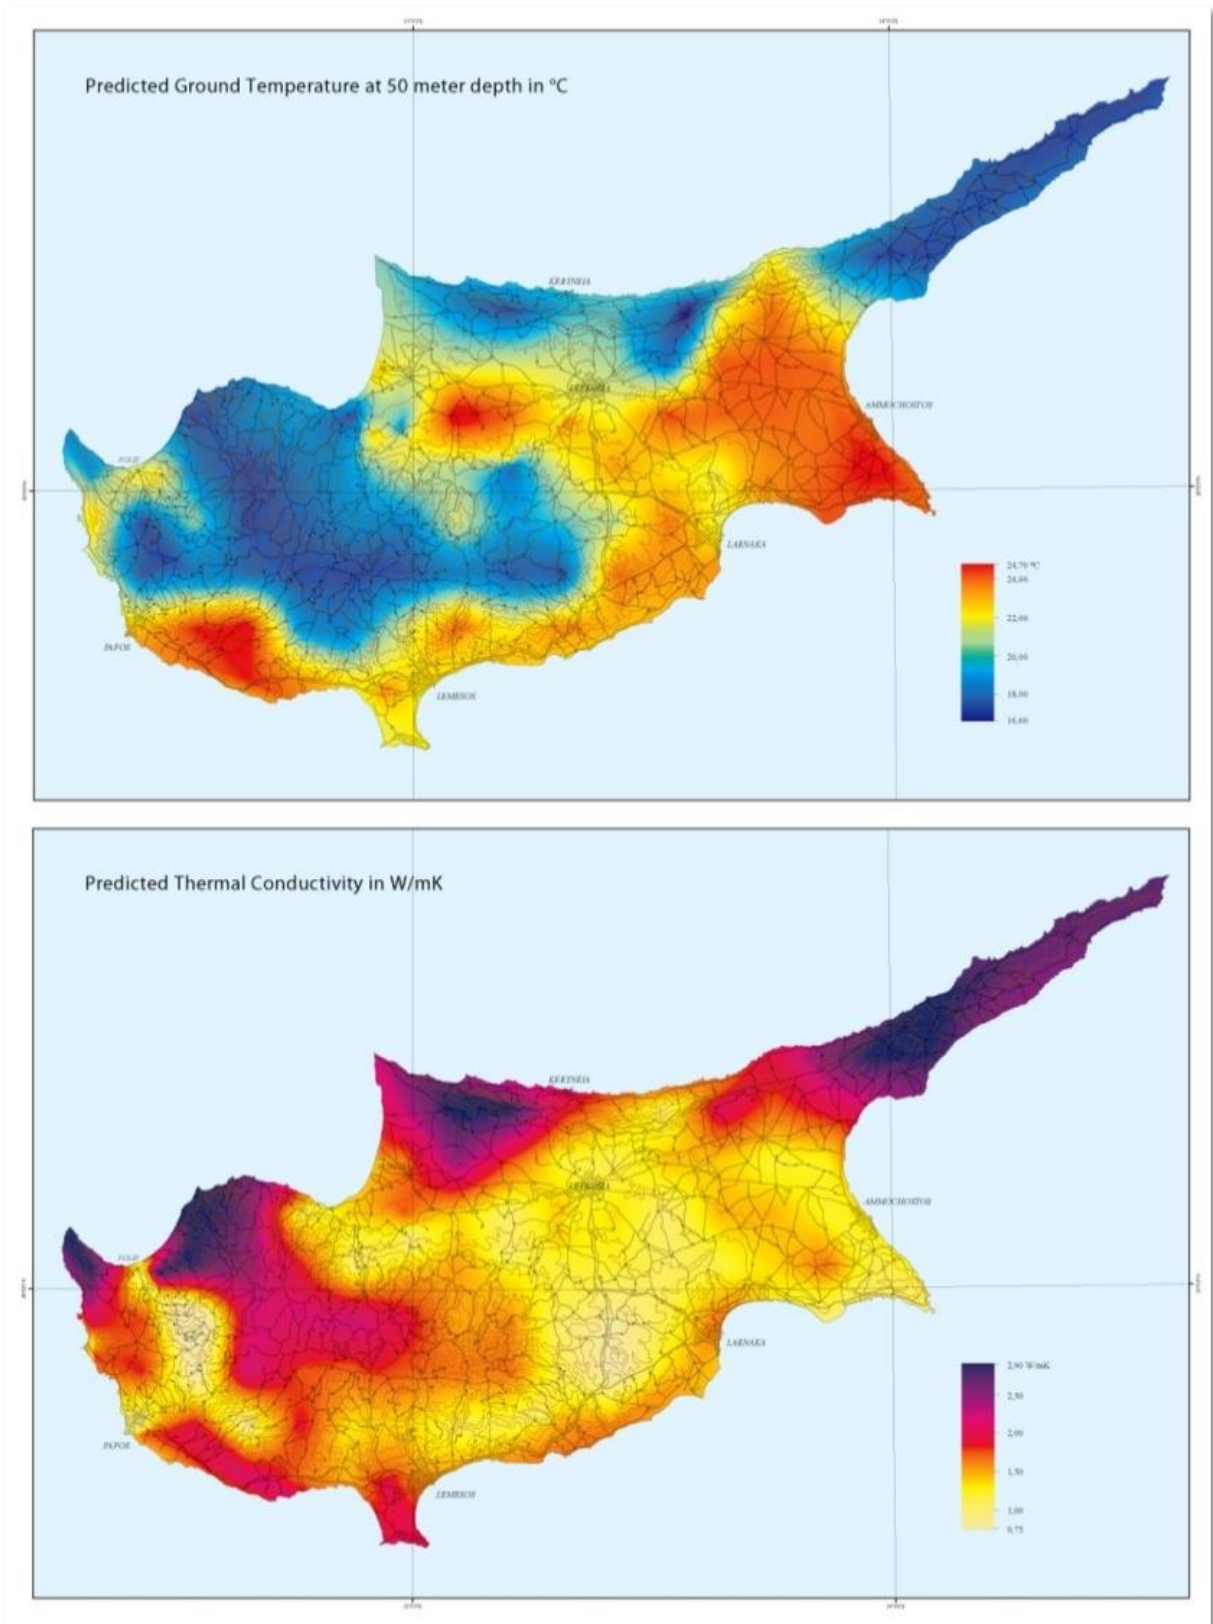 Predicted Ground Temperature at 50 meter depth in °C
KERYNEIA
LEFKOSIA
AMMOCHOSTOS
POLIS
LARNAKA
PAFOS
LEMESOS
24,70 °C
24,00
22,00
20,00
18,00
16,60
Predicted Thermal Conductivity in W/mK
KERYNEIA
LEFKOSIA
AMMOCHOSTOS
POLIS
LARNAKA
PAFOS
LEMESOS
2,90 W/mK
2,50
2,00
1,50
1,00
0,75